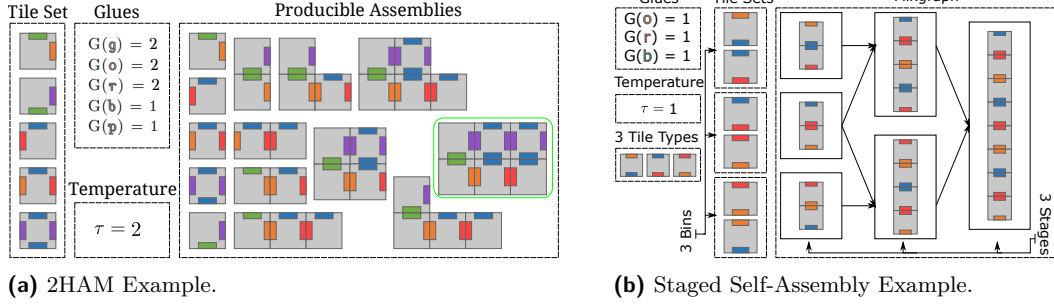 Tile Set
Glues
Producible Assemblies
G(g) = 2
G(o) = 2
G(r) = 2
G(b) = 1
G(p) = 1
Temperature
τ = 2
(a) 2HAM Example.
Glues
Tile Sets
Mixgraph
G(o) = 1
G(r) = 1
G(b) = 1
Temperature
τ = 1
3 Tile Types
3 Bins
3 Stages
(b) Staged Self-Assembly Example.